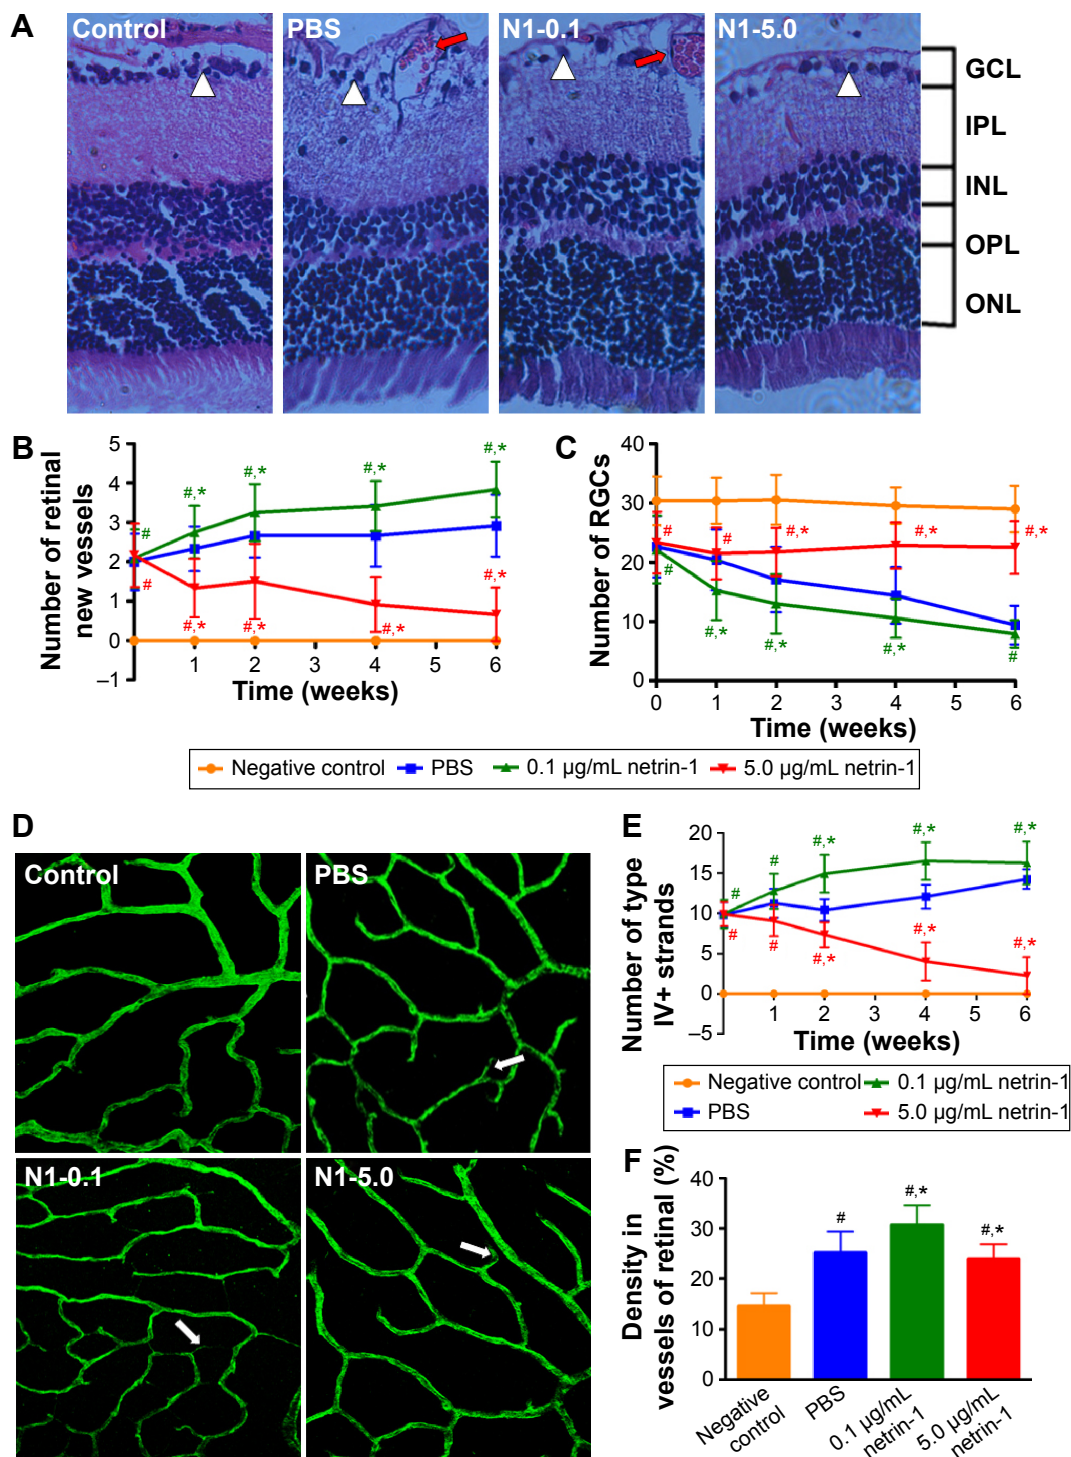 A
Control
PBS
N1-0.1
N1-5.0
GCL
IPL
INL
OPL
ONL
B
Number of retinal
new vessels
5
4
3
2
1
0
–1
#
#
#,*
#,*
#,*
#,*
#,*
#,*
#,*
#,*
1
2
3
4
5
6
Time (weeks)
C
Number of RGCs
40
30
20
10
0
#
#
#
#,*
#,*
#,*
#,*
#,*
#,*
#
0
1
2
3
4
5
6
Time (weeks)
Negative control
PBS
0.1 µg/mL netrin-1
5.0 µg/mL netrin-1
D
Control
PBS
N1-0.1
N1-5.0
E
Number of type
IV+ strands
20
15
10
5
0
–5
#
#
#
#
#,*
#,*
#,*
#,*
#,*
#,*
1
2
3
4
5
6
Time (weeks)
Negative control
0.1 µg/mL netrin-1
PBS
5.0 µg/mL netrin-1
F
Density in
vessels of retinal (%)
40
30
20
10
0
#
#,*
#,*
Negative
control
PBS
0.1 µg/mL
netrin-1
5.0 µg/mL
netrin-1